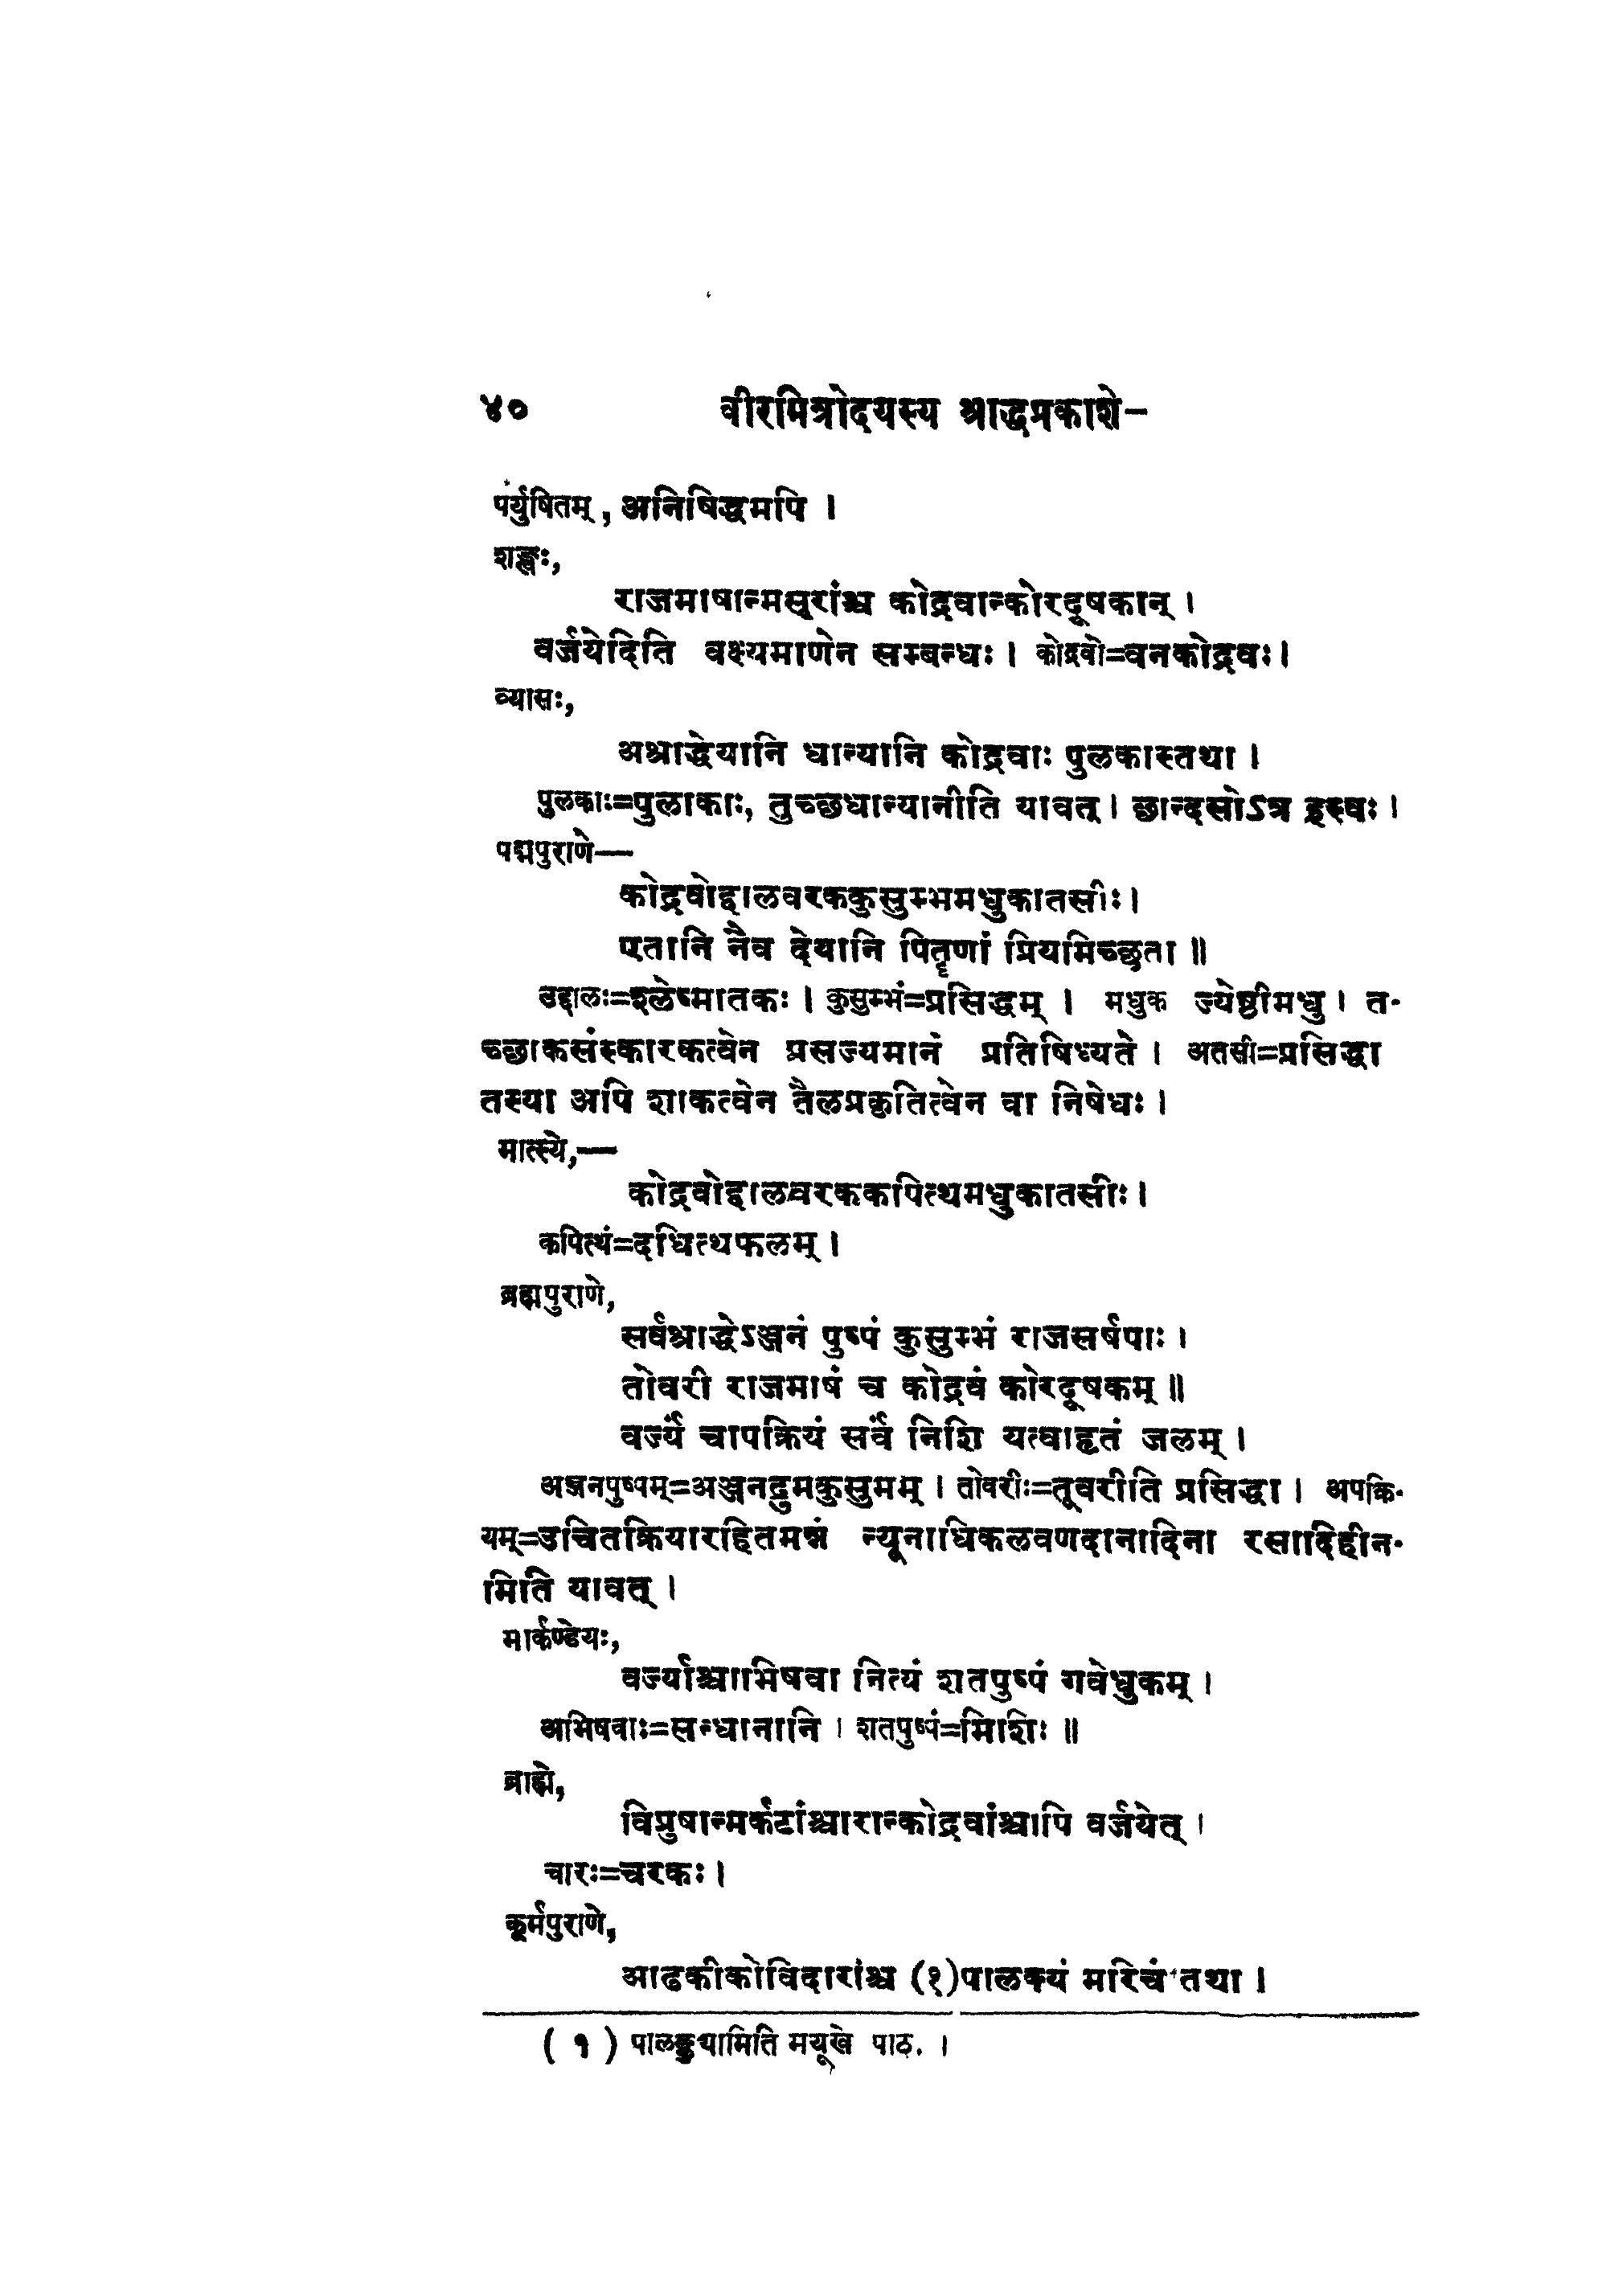 ४० वीरमित्रोदयस्य श्राद्धप्रकाशे-
पर्युषितम्, अनिषिद्धमपि ।
शङ्खः,
राजमाषान्मसूरांश्च कोद्रवान्कोरदूषकान् ।
वर्जयेदिति वक्ष्यमाणेन सम्बन्धः । कोद्रवो=वनकोद्रवः ।
व्यासः,
अश्राद्धेयानि धान्यानि कोद्रवाः पुलकास्तथा ।
पुलकाः=पुलाकाः, तुच्छधान्यानीति यावत् । छान्दसोऽत्र ह्रस्वः ।
पद्मपुराणे—
कोद्रवोद्दालवरककुसुम्भमधुकातसीः ।
एतानि नैव देयानि पितॄणां प्रियमिच्छता ॥
उद्दालः=श्लेष्मातकः । कुसुम्भं=प्रसिद्धम् । मधुक ज्येष्ठीमधु । त-
च्छाकसंस्कारकत्वेन प्रसज्यमानं प्रतिषिध्यते । अतसी=प्रसिद्धा
तस्या अपि शाकत्वेन तैलप्रकृतित्वेन वा निषेधः ।
मात्स्ये,—
कोद्रवोद्दालवरककपित्थमधुकातसीः ।
कपित्थं=दधित्थफलम् ।
ब्रह्मपुराणे,
सर्वश्राद्धेऽञ्जनं पुष्पं कुसुम्भं राजसर्षपाः ।
तोवरी राजमाषं च कोद्रवं कोरदूषकम् ॥
वर्ज्यं चापक्रियं सर्वं निशि यत्वाहृतं जलम् ।
अञ्जनपुष्पम्=अञ्जनद्रुमकुसुमम् । तोवरीः=तूवरीति प्रसिद्धा । अपक्रि-
यम्=उचितक्रियारहितमन्नं न्यूनाधिकलवणदानादिना रसादिहीन-
मिति यावत् ।
मार्कण्डेयः,
वर्ज्याश्चाभिषवा नित्यं शतपुष्पं गवेधुकम् ।
अभिषवाः=सन्धानानि । शतपुष्पं=मिशिः ॥
ब्राह्मे,
विप्रुषान्मर्कटांश्चारान्कोद्रवांश्चापि वर्जयेत् ।
चारः=चरकः ।
कूर्मपुराणे,
आढकीकोविदारांश्च (१)पालक्यं मरिचं तथा ।
( १ ) पालङ्क्यामिति मयूखे पाठ. ।